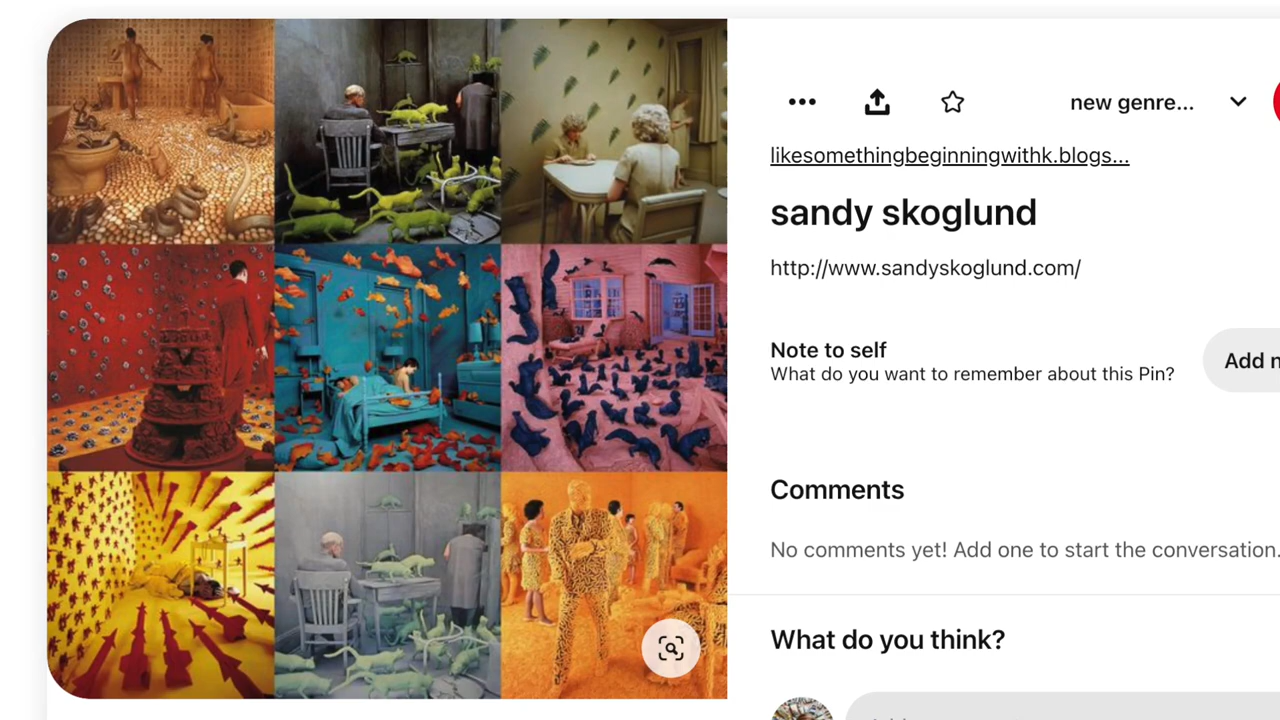 new genre...
likesomethingbeginningwithk.blogs...
sandy skoglund
http://www.sandyskoglund.com/
Note to self
What do you want to remember about this Pin?
Add n
Comments
No comments yet! Add one to start the conversation.
What do you think?